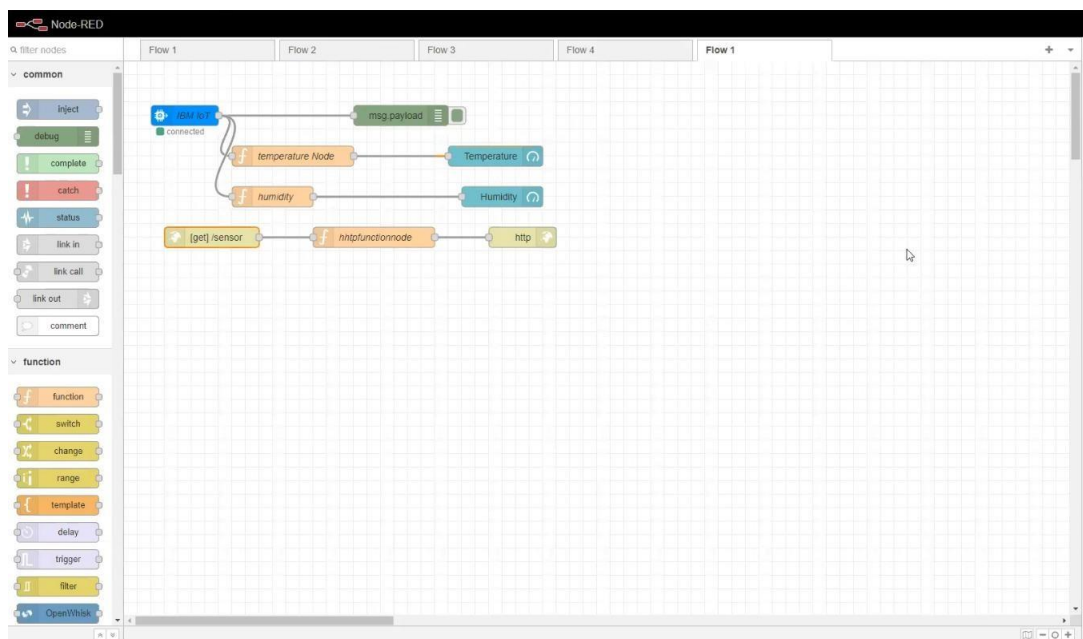 Node-RED
filter nodes
Flow 1
Flow 2
Flow 3
Flow 4
Flow 1
common
inject
debug
complete
catch
status
link in
link call
link out
comment
function
function
switch
change
range
template
delay
trigger
filter
OpenWhisk
IBM IoT
connected
msg.payload
temperature Node
Temperature
humidity
Humidity
[get] /sensor
hhtpfunctionnode
http